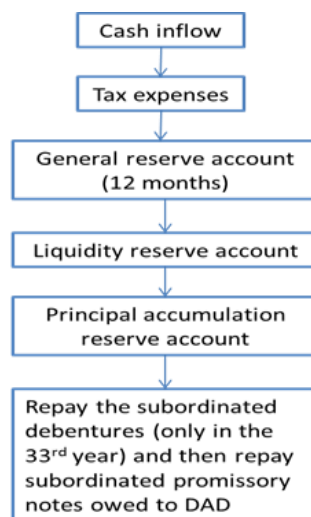 Cash inflow
Tax expenses
General reserve account
(12 months)
Liquidity reserve account
Principal accumulation
reserve account
Repay the subordinated
debentures (only in the
33rd year) and then repay
subordinated promissory
notes owed to DAD